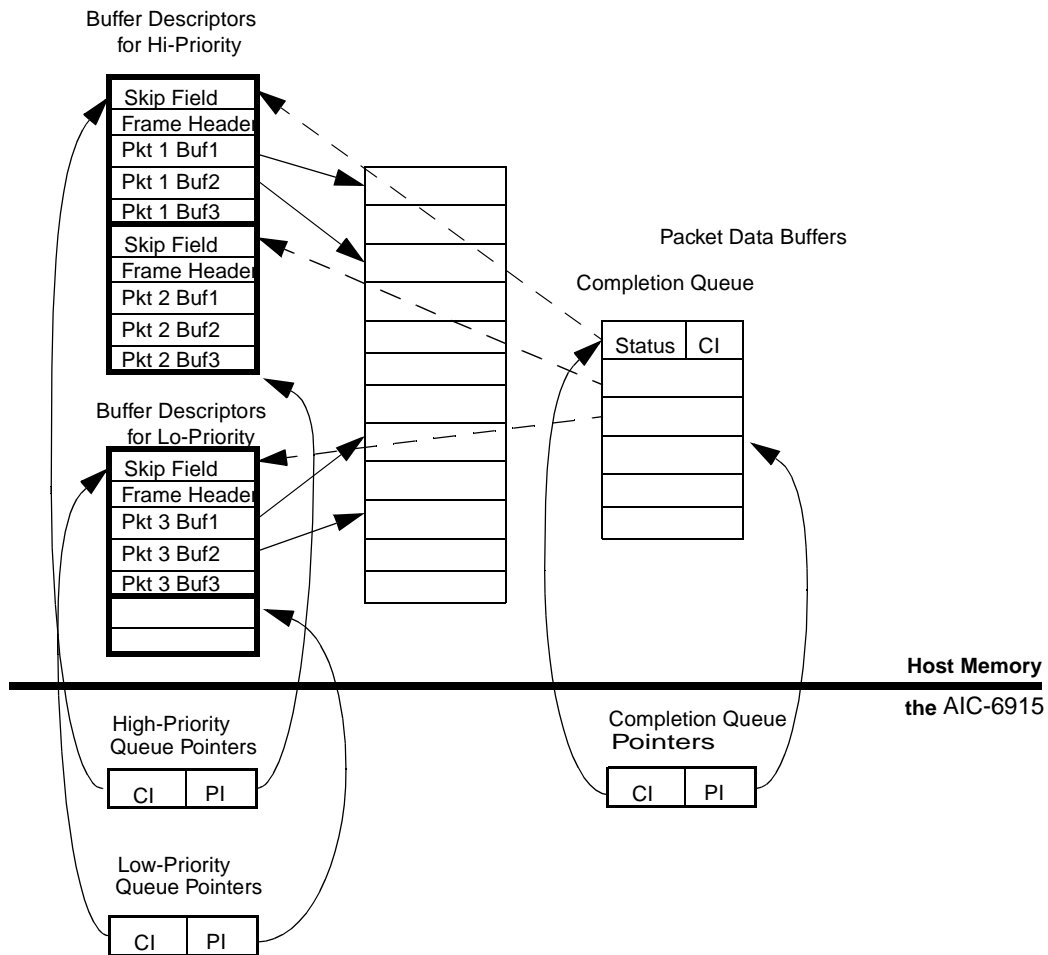 Buffer Descriptors
for Hi-Priority
Skip Field
Frame Header
Pkt 1 Buf1
Pkt 1 Buf2
Pkt 1 Buf3
Skip Field
Frame Header
Pkt 2 Buf1
Pkt 2 Buf2
Pkt 2 Buf3
Packet Data Buffers
Completion Queue
Status
CI
Buffer Descriptors
for Lo-Priority
Skip Field
Frame Header
Pkt 3 Buf1
Pkt 3 Buf2
Pkt 3 Buf3
Host Memory
the AIC-6915
High-Priority
Queue Pointers
CI
PI
Completion Queue
Pointers
CI
PI
Low-Priority
Queue Pointers
CI
PI